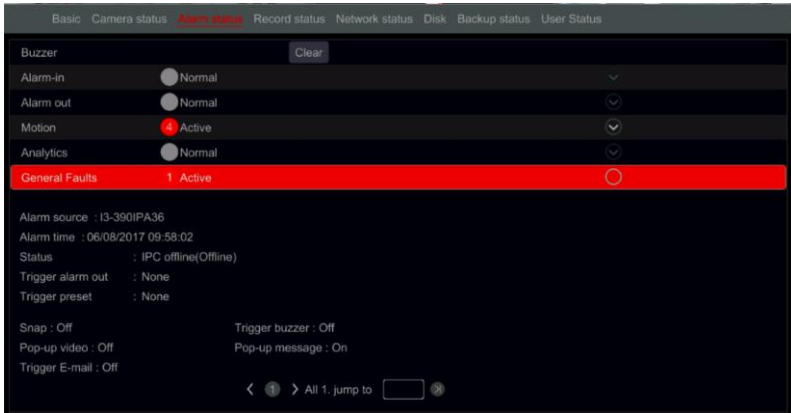 Basic Camera status Alarm status Record status Network status Disk Backup status User Status
Buzzer Clear
Alarm-in Normal
Alarm out Normal
Motion 4 Active
Analytics Normal
General Faults 1 Active
Alarm source : I3-390IPA36
Alarm time : 06/08/2017 09:58:02
Status : IPC offline(Offline)
Trigger alarm out : None
Trigger preset : None
Snap : Off Trigger buzzer : Off
Pop-up video : Off Pop-up message : On
Trigger E-mail : Off
1 All 1. jump to